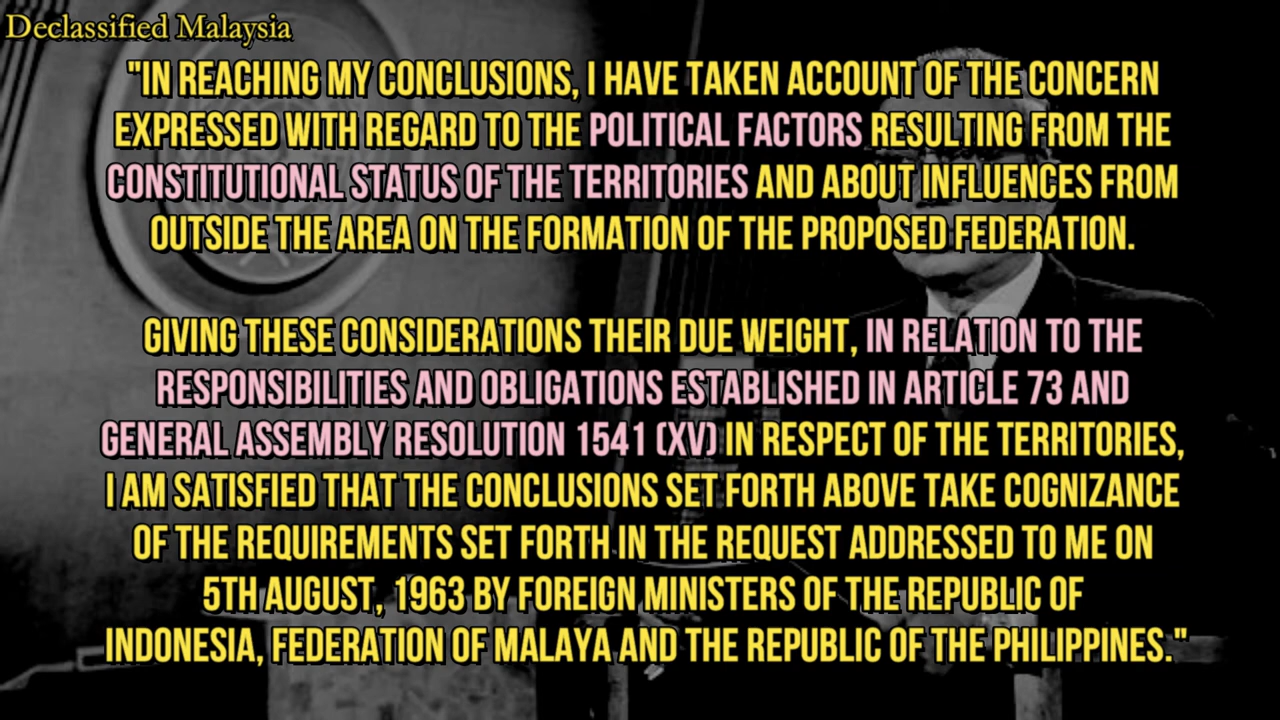 Declassified Malaysia
"IN REACHING MY CONCLUSIONS, I HAVE TAKEN ACCOUNT OF THE CONCERN
EXPRESSED WITH REGARD TO THE POLITICAL FACTORS RESULTING FROM THE
CONSTITUTIONAL STATUS OF THE TERRITORIES AND ABOUT INFLUENCES FROM
OUTSIDE THE AREA ON THE FORMATION OF THE PROPOSED FEDERATION.
GIVING THESE CONSIDERATIONS THEIR DUE WEIGHT, IN RELATION TO THE
RESPONSIBILITIES AND OBLIGATIONS ESTABLISHED IN ARTICLE 73 AND
GENERAL ASSEMBLY RESOLUTION 1541 (XV) IN RESPECT OF THE TERRITORIES,
I AM SATISFIED THAT THE CONCLUSIONS SET FORTH ABOVE TAKE COGNIZANCE
OF THE REQUIREMENTS SET FORTH IN THE REQUEST ADDRESSED TO ME ON
5TH AUGUST, 1963 BY FOREIGN MINISTERS OF THE REPUBLIC OF
INDONESIA, FEDERATION OF MALAYA AND THE REPUBLIC OF THE PHILIPPINES."